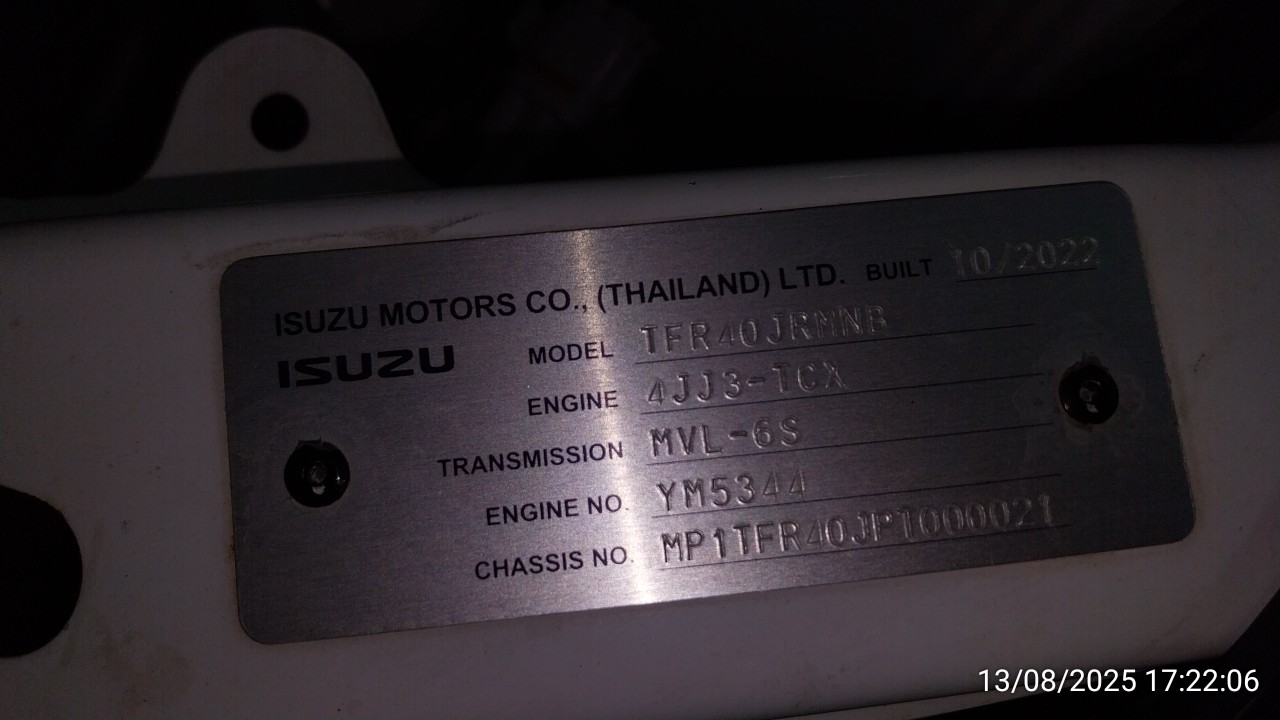 ISUZU MOTORS CO., (THAILAND) LTD. BUILT 10/2022
ISUZU MODEL TFR40JRMNB
ENGINE 4JJ3-TCX
TRANSMISSION MVL-6S
ENGINE NO. YM5344
CHASSIS NO. MP1TFR40JPT000021
13/08/2025 17:22:06